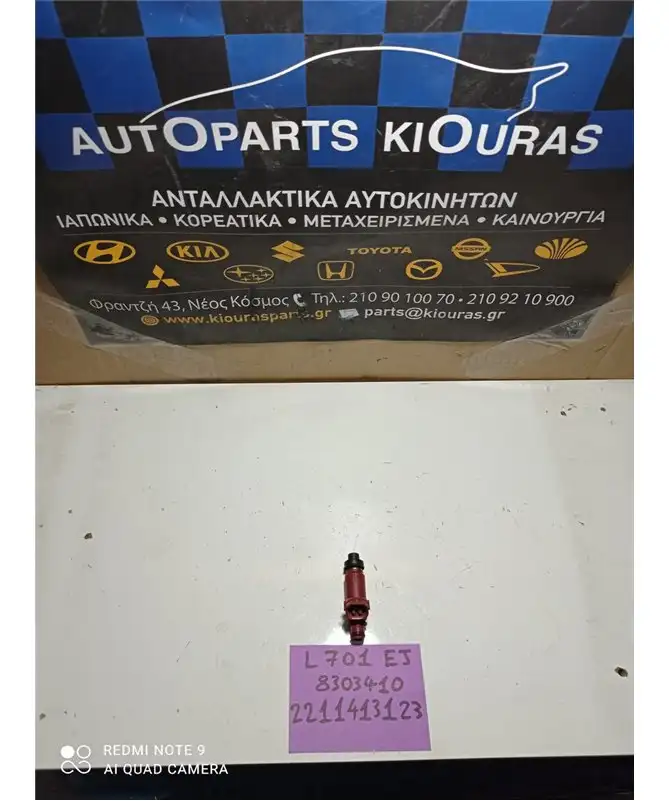 AUTOPARTS KIOURAS
ΑΝΤΑΛΛΑΚΤΙΚΑ ΑΥΤΟΚΙΝΗΤΩΝ
ΙΑΠΩΝΙΚΑ • ΚΟΡΕΑΤΙΚΑ • ΜΕΤΑΧΕΙΡΙΣΜΕΝΑ • ΚΑΙΝΟΥΡΓΙΑ
KIA TOYOTA NISSAN
Φραντζή 43, Νέος Κόσμος Τηλ.: 210 90 100 70 • 210 92 10 900
www.kiourasparts.gr parts@kiouras.gr
L 701 EJ
8303410
2211413123
REDMI NOTE 9
AI QUAD CAMERA